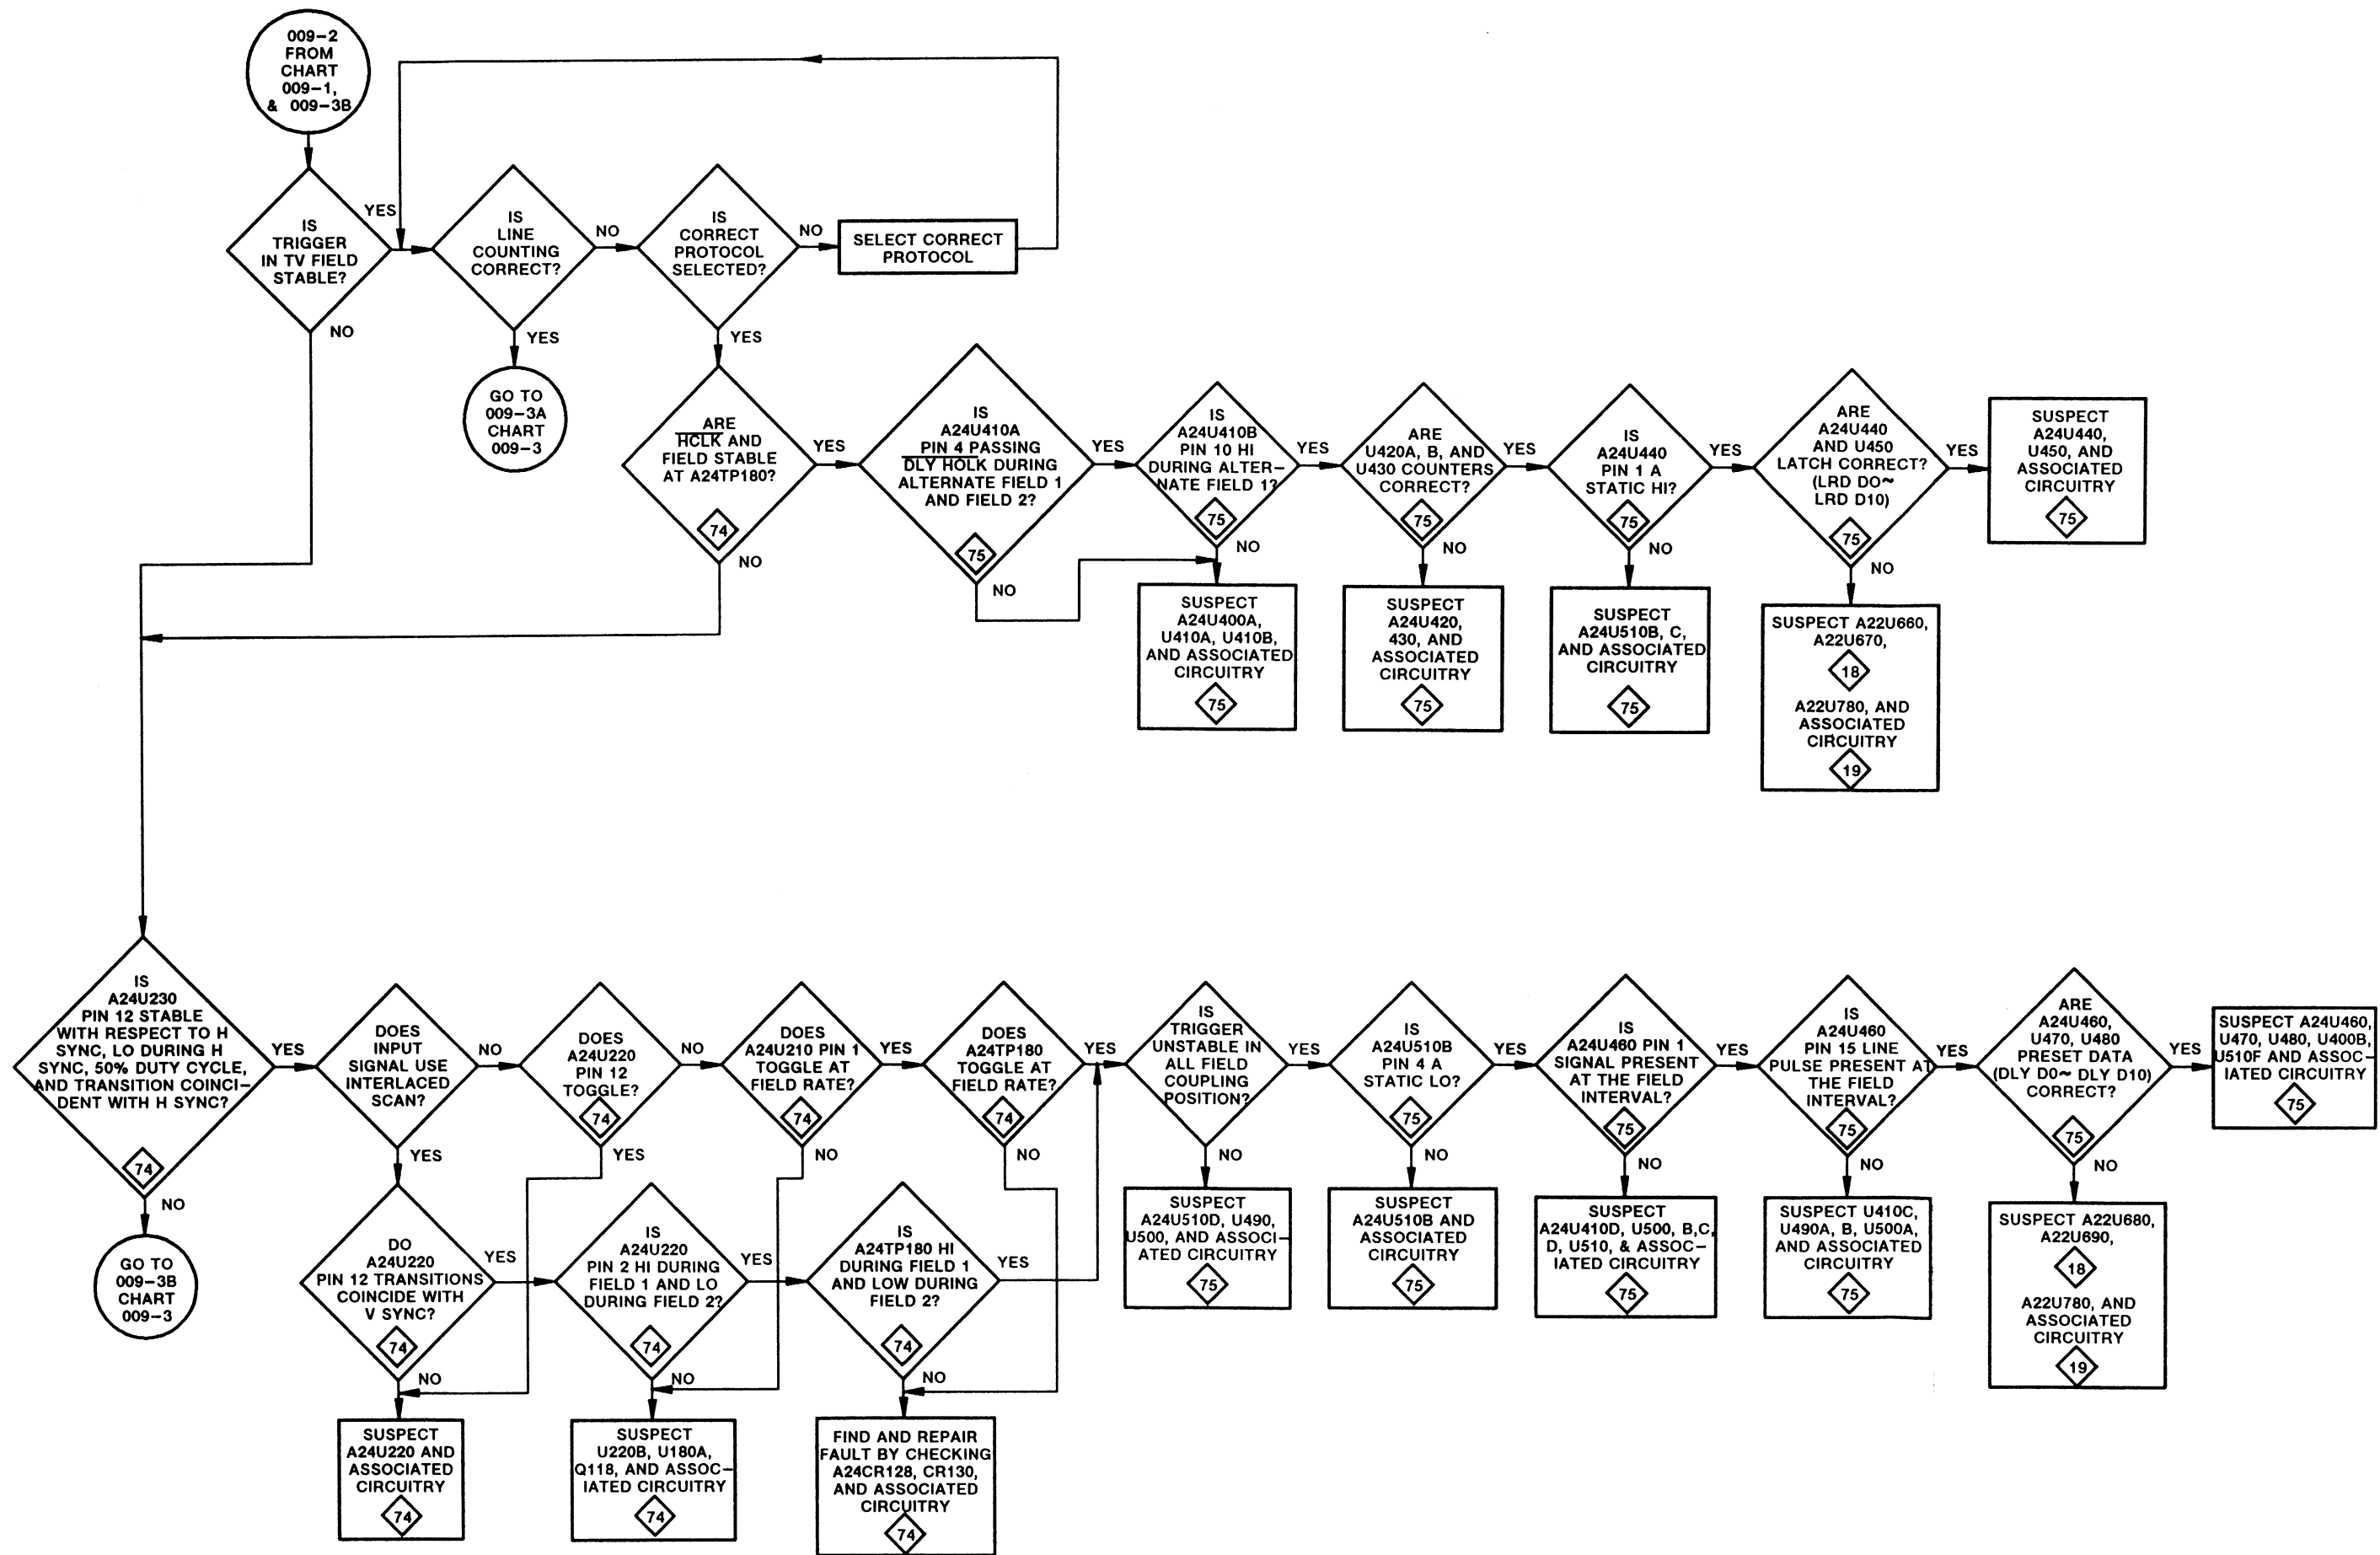 009–2
FROM
CHART
009–1,
& 009–3B
IS
TRIGGER
IN TV FIELD
STABLE?
YES
NO
IS
LINE
COUNTING
CORRECT?
NO
YES
GO TO
009–3A
CHART
009–3
IS
CORRECT
PROTOCOL
SELECTED?
NO
YES
SELECT CORRECT
PROTOCOL
ARE
HCLK AND
FIELD STABLE
AT A24TP180?
74
YES
NO
IS
A24U410A
PIN 4 PASSING
DLY HOLK DURING
ALTERNATE FIELD 1
AND FIELD 2?
75
YES
NO
IS
A24U410B
PIN 10 HI
DURING ALTER–
NATE FIELD 1?
75
YES
NO
SUSPECT
A24U400A,
U410A, U410B,
AND ASSOCIATED
CIRCUITRY
75
ARE
U420A, B, AND
U430 COUNTERS
CORRECT?
75
YES
NO
SUSPECT
A24U420,
430, AND
ASSOCIATED
CIRCUITRY
75
IS
A24U440
PIN 1 A
STATIC HI?
75
YES
NO
SUSPECT
A24U510B, C,
AND ASSOCIATED
CIRCUITRY
75
ARE
A24U440
AND U450
LATCH CORRECT?
(LRD DO~
LRD D10)
75
YES
NO
SUSPECT
A24U440,
U450, AND
ASSOCIATED
CIRCUITRY
75
SUSPECT A22U660,
A22U670,
18
A22U780, AND
ASSOCIATED
CIRCUITRY
19
IS
A24U230
PIN 12 STABLE
WITH RESPECT TO H
SYNC, LO DURING H
SYNC, 50% DUTY CYCLE,
AND TRANSITION COINCI–
DENT WITH H SYNC?
74
YES
NO
GO TO
009–3B
CHART
009–3
DOES
INPUT
SIGNAL USE
INTERLACED
SCAN?
NO
YES
DOES
A24U220
PIN 12
TOGGLE?
74
NO
YES
DOES
A24U210 PIN 1
TOGGLE AT
FIELD RATE?
74
YES
NO
DOES
A24TP180
TOGGLE AT
FIELD RATE?
74
YES
NO
IS
TRIGGER
UNSTABLE IN
ALL FIELD
COUPLING
POSITION?
YES
NO
SUSPECT
A24U510D, U490,
U500, AND ASSOCI–
ATED CIRCUITRY
75
IS
A24U510B
PIN 4 A
STATIC LO?
75
YES
NO
SUSPECT
A24U510B AND
ASSOCIATED
CIRCUITRY
75
IS
A24U460 PIN 1
SIGNAL PRESENT
AT THE FIELD
INTERVAL?
75
YES
NO
SUSPECT
A24U410D, U500, B,C,
D, U510, & ASSOC–
IATED CIRCUITRY
75
IS
A24U460
PIN 15 LINE
PULSE PRESENT AT
THE FIELD
INTERVAL?
75
YES
NO
SUSPECT U410C,
U490A, B, U500A,
AND ASSOCIATED
CIRCUITRY
75
ARE
A24U460,
U470, U480
PRESET DATA
(DLY D0~ DLY D10)
CORRECT?
75
YES
NO
SUSPECT A24U460,
U470, U480, U400B,
U510F AND ASSOC–
IATED CIRCUITRY
75
SUSPECT A22U680,
A22U690,
18
A22U780, AND
ASSOCIATED
CIRCUITRY
19
DO
A24U220
PIN 12 TRANSITIONS
COINCIDE WITH
V SYNC?
74
YES
NO
SUSPECT
A24U220 AND
ASSOCIATED
CIRCUITRY
74
IS
A24U220
PIN 2 HI DURING
FIELD 1 AND LO
DURING FIELD 2?
74
YES
NO
SUSPECT
U220B, U180A,
Q118, AND ASSOC–
IATED CIRCUITRY
74
IS
A24TP180 HI
DURING FIELD 1
AND LOW DURING
FIELD 2?
74
YES
NO
FIND AND REPAIR
FAULT BY CHECKING
A24CR128, CR130,
AND ASSOCIATED
CIRCUITRY
74